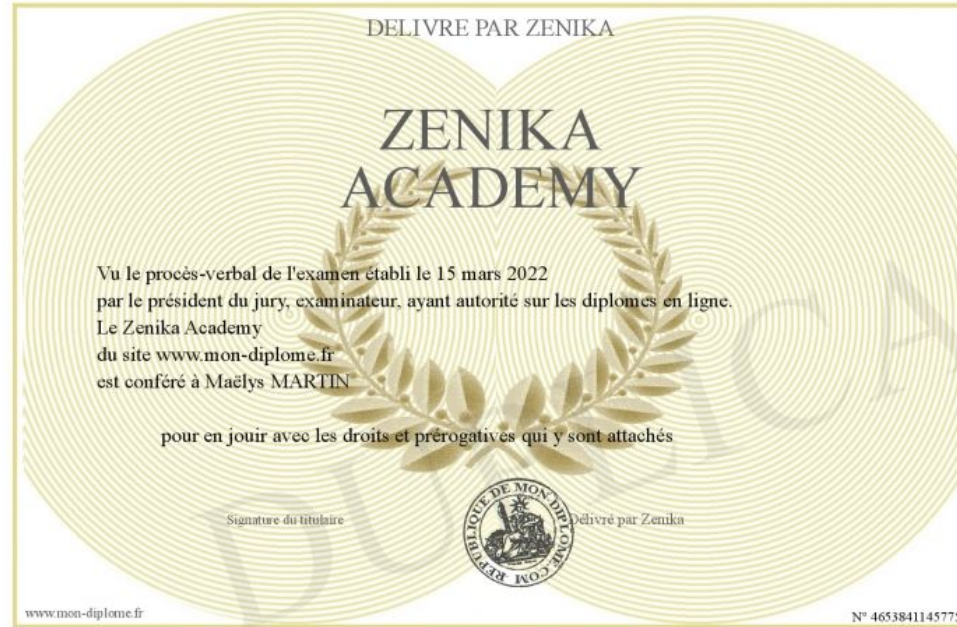 DELIVRE PAR ZENIKA
ZENIKA
ACADEMY
Vu le procès-verbal de l'examen établi le 15 mars 2022
par le président du jury, examinateur, ayant autorité sur les diplomes en ligne.
Le Zenika Academy
du site www.mon-diplome.fr
est conféré à Maëlys MARTIN
pour en jouir avec les droits et prérogatives qui y sont attachés
Signature du titulaire
Délivré par Zenika
REPUBLIQUE DE MON-DIPLOME.COM
DUPLICA
www.mon-diplome.fr
N° 4653841145775